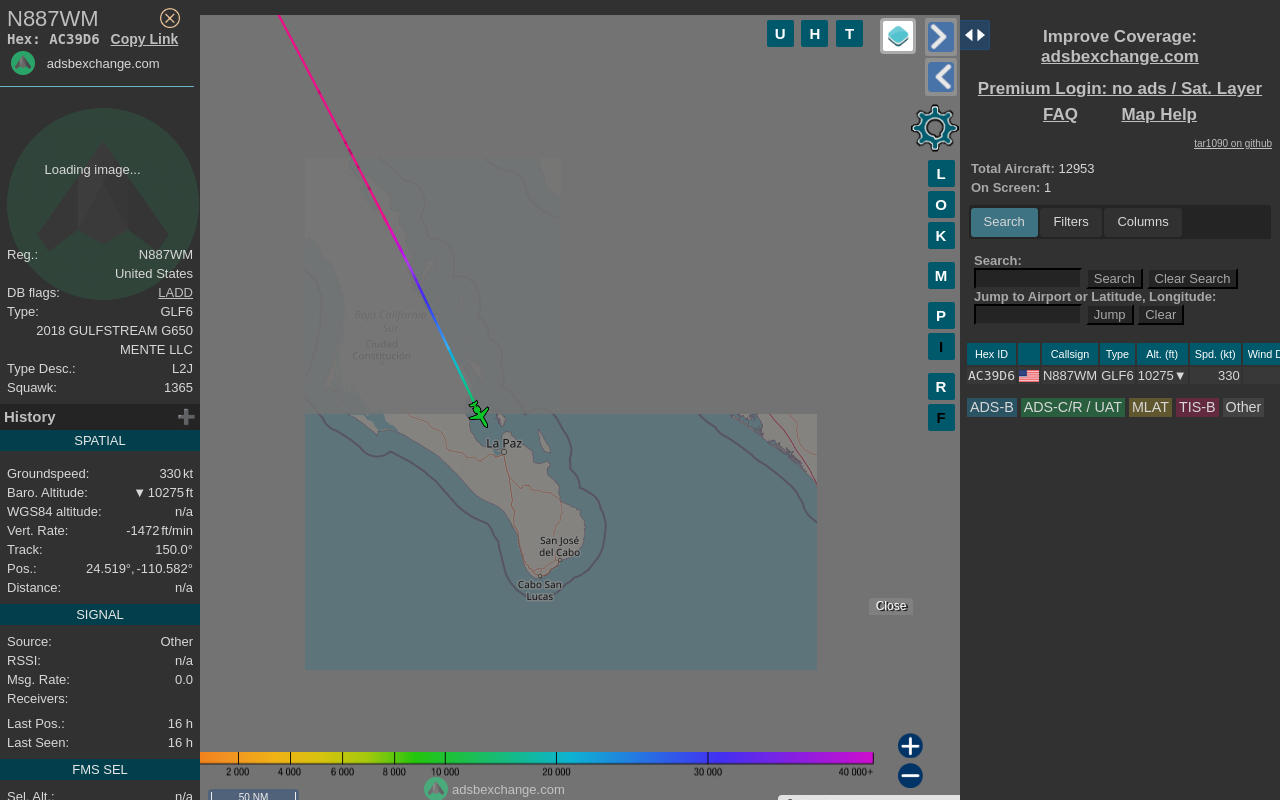 N887WM
Hex: AC39D6 Copy Link
adsbexchange.com
Loading image...
Reg.: N887WM
United States
DB flags: LADD
Type: GLF6
2018 GULFSTREAM G650
MENTE LLC
Type Desc.: L2J
Squawk: 1365
History
SPATIAL
Groundspeed: 330 kt
Baro. Altitude: ▼ 10275 ft
WGS84 altitude: n/a
Vert. Rate: -1472 ft/min
Track: 150.0°
Pos.: 24.519°, -110.582°
Distance: n/a
SIGNAL
Source: Other
RSSI: n/a
Msg. Rate: 0.0
Receivers:
Last Pos.: 16 h
Last Seen: 16 h
FMS SEL
Sel. Alt.: n/a
U H T
L
O
K
M
P
I
R
F
Baja California
Sur
Ciudad
Constitución
La Paz
San José
del Cabo
Cabo San
Lucas
Close
2 000 4 000 6 000 8 000 10 000 20 000 30 000 40 000+
adsbexchange.com
50 NM
Improve Coverage:
adsbexchange.com
Premium Login: no ads / Sat. Layer
FAQ Map Help
tar1090 on github
Total Aircraft: 12953
On Screen: 1
Search Filters Columns
Search:
Search Clear Search
Jump to Airport or Latitude, Longitude:
Jump Clear
Hex ID Callsign Type Alt. (ft) Spd. (kt) Wind D
AC39D6 N887WM GLF6 10275▼ 330
ADS-B ADS-C/R / UAT MLAT TIS-B Other